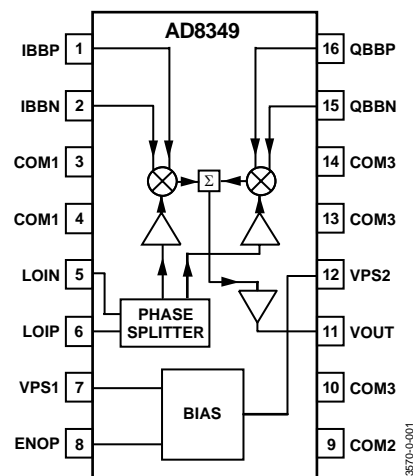 AD8349
IBBP 1
IBBN 2
COM1 3
COM1 4
LOIN 5
LOIP 6
VPS1 7
ENOP 8
16 QBBP
15 QBBN
14 COM3
13 COM3
12 VPS2
11 VOUT
10 COM3
9 COM2
Σ
PHASE
SPLITTER
BIAS
3570-0-001